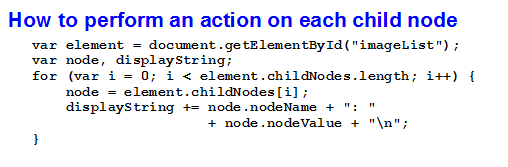 How to perform an action on each child node
var element = document.getElementById("imageList");
var node, displayString;
for (var i = 0; i < element.childNodes.length; i++) {
    node = element.childNodes[i];
    displayString += node.nodeName + ": "
                   + node.nodeValue + "\n";
}